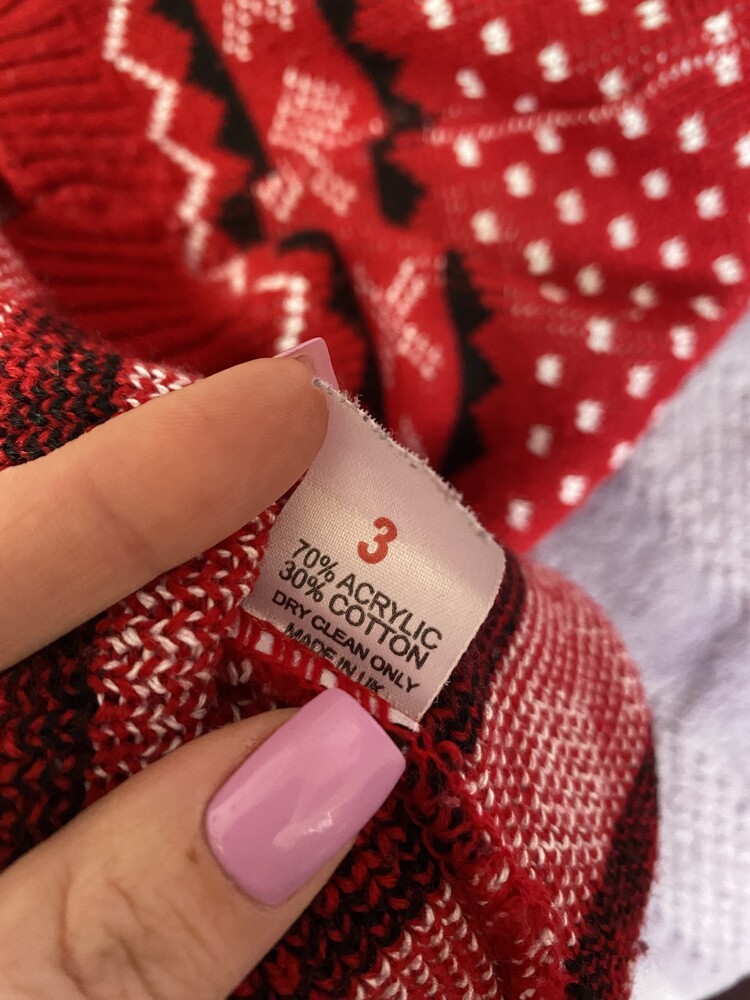 3
70% ACRYLIC
30% COTTON
DRY CLEAN ONLY
MADE IN UK